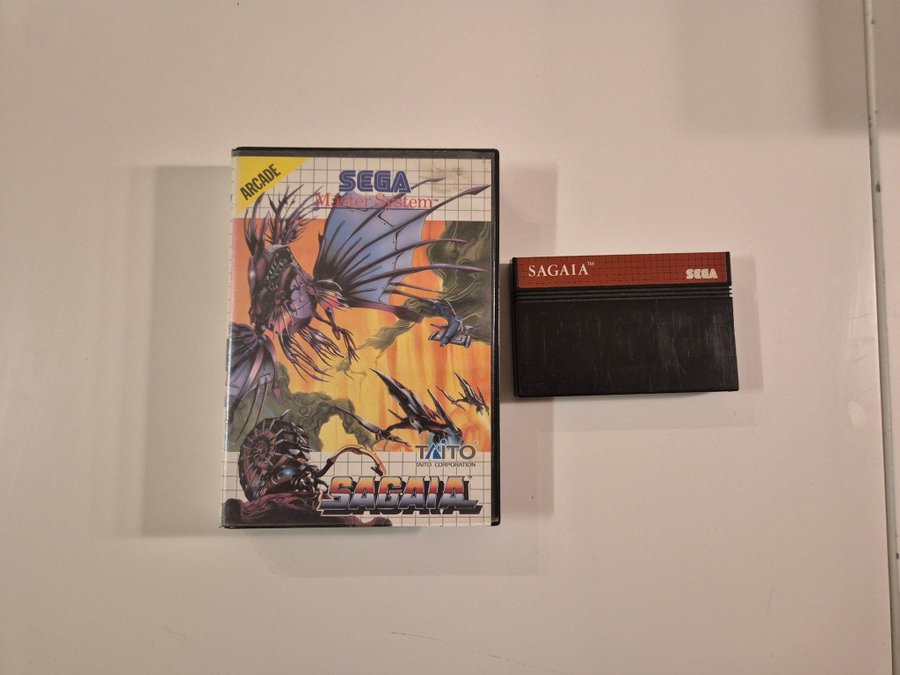 ARCADE
SEGA
Master System
TAITO
TAITO CORPORATION
SAGAIA
SAGAIA™
SEGA